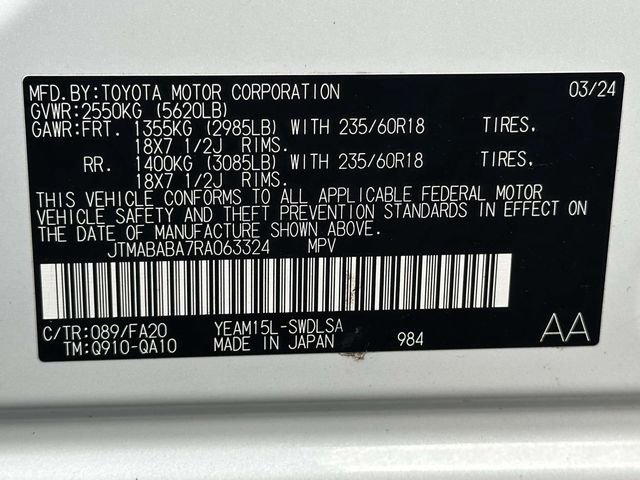 MFD.BY:TOYOTA MOTOR CORPORATION 03/24
GVWR:2550KG (5620LB)
GAWR:FRT. 1355KG (2985LB) WITH 235/60R18 TIRES.
18X7 1/2J RIMS.
RR. 1400KG (3085LB) WITH 235/60R18 TIRES.
18X7 1/2J RIMS.
THIS VEHICLE CONFORMS TO ALL APPLICABLE FEDERAL MOTOR
VEHICLE SAFETY AND THEFT PREVENTION STANDARDS IN EFFECT ON
THE DATE OF MANUFACTURE SHOWN ABOVE.
JTMABABA7RA063324 MPV
C/TR:089/FA20 YEAM15L-SWDLSA AA
TM:Q910-QA10 MADE IN JAPAN 984